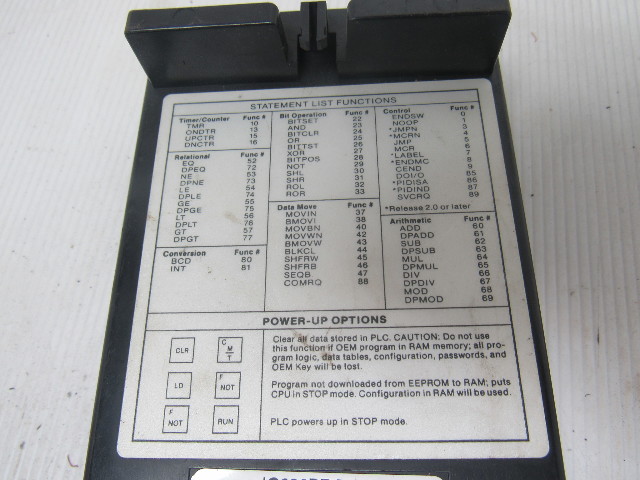 STATEMENT LIST FUNCTIONS
Timer/Counter Func #
TMR 10
ONDTR 13
UPCTR 15
DNCTR 16
Relational Func #
EQ 52
DPEQ 72
NE 53
DPNE 73
LE 54
DPLE 74
GE 55
DPGE 75
LT 56
DPLT 76
GT 57
DPGT 77
Conversion Func #
BCD 80
INT 81
Bit Operation Func #
BITSET 22
AND 23
BITCLR 24
OR 25
BITTST 26
XOR 27
BITPOS 28
NOT 29
SHL 30
SHR 31
ROL 32
ROR 33
Data Move Func #
MOVIN 37
BMOVI 38
MOVBN 40
MOVWN 42
BMOVW 43
BLKCL 44
SHFRW 45
SHFRB 46
SEQB 47
COMRQ 88
Control Func #
ENDSW 0
NOOP 1
*JMPN 3
*MCRN 4
JMP 5
MCR 6
*LABEL 7
*ENDMC 8
CEND 9
DOI/O 85
*PIDISA 86
*PIDIND 87
SVCRQ 89
*Release 2.0 or later
Arithmetic Func #
ADD 60
DPADD 61
SUB 62
DPSUB 63
MUL 64
DPMUL 65
DIV 66
DPDIV 67
MOD 68
DPMOD 69
POWER-UP OPTIONS
CLR
C
M
T
Clear all data stored in PLC. CAUTION: Do not use
this function if OEM program in RAM memory; all pro-
gram logic, data tables, configuration, passwords, and
OEM Key will be lost.
LD
F
NOT
Program not downloaded from EEPROM to RAM; puts
CPU in STOP mode. Configuration in RAM will be used.
F
NOT
RUN
PLC powers up in STOP mode.